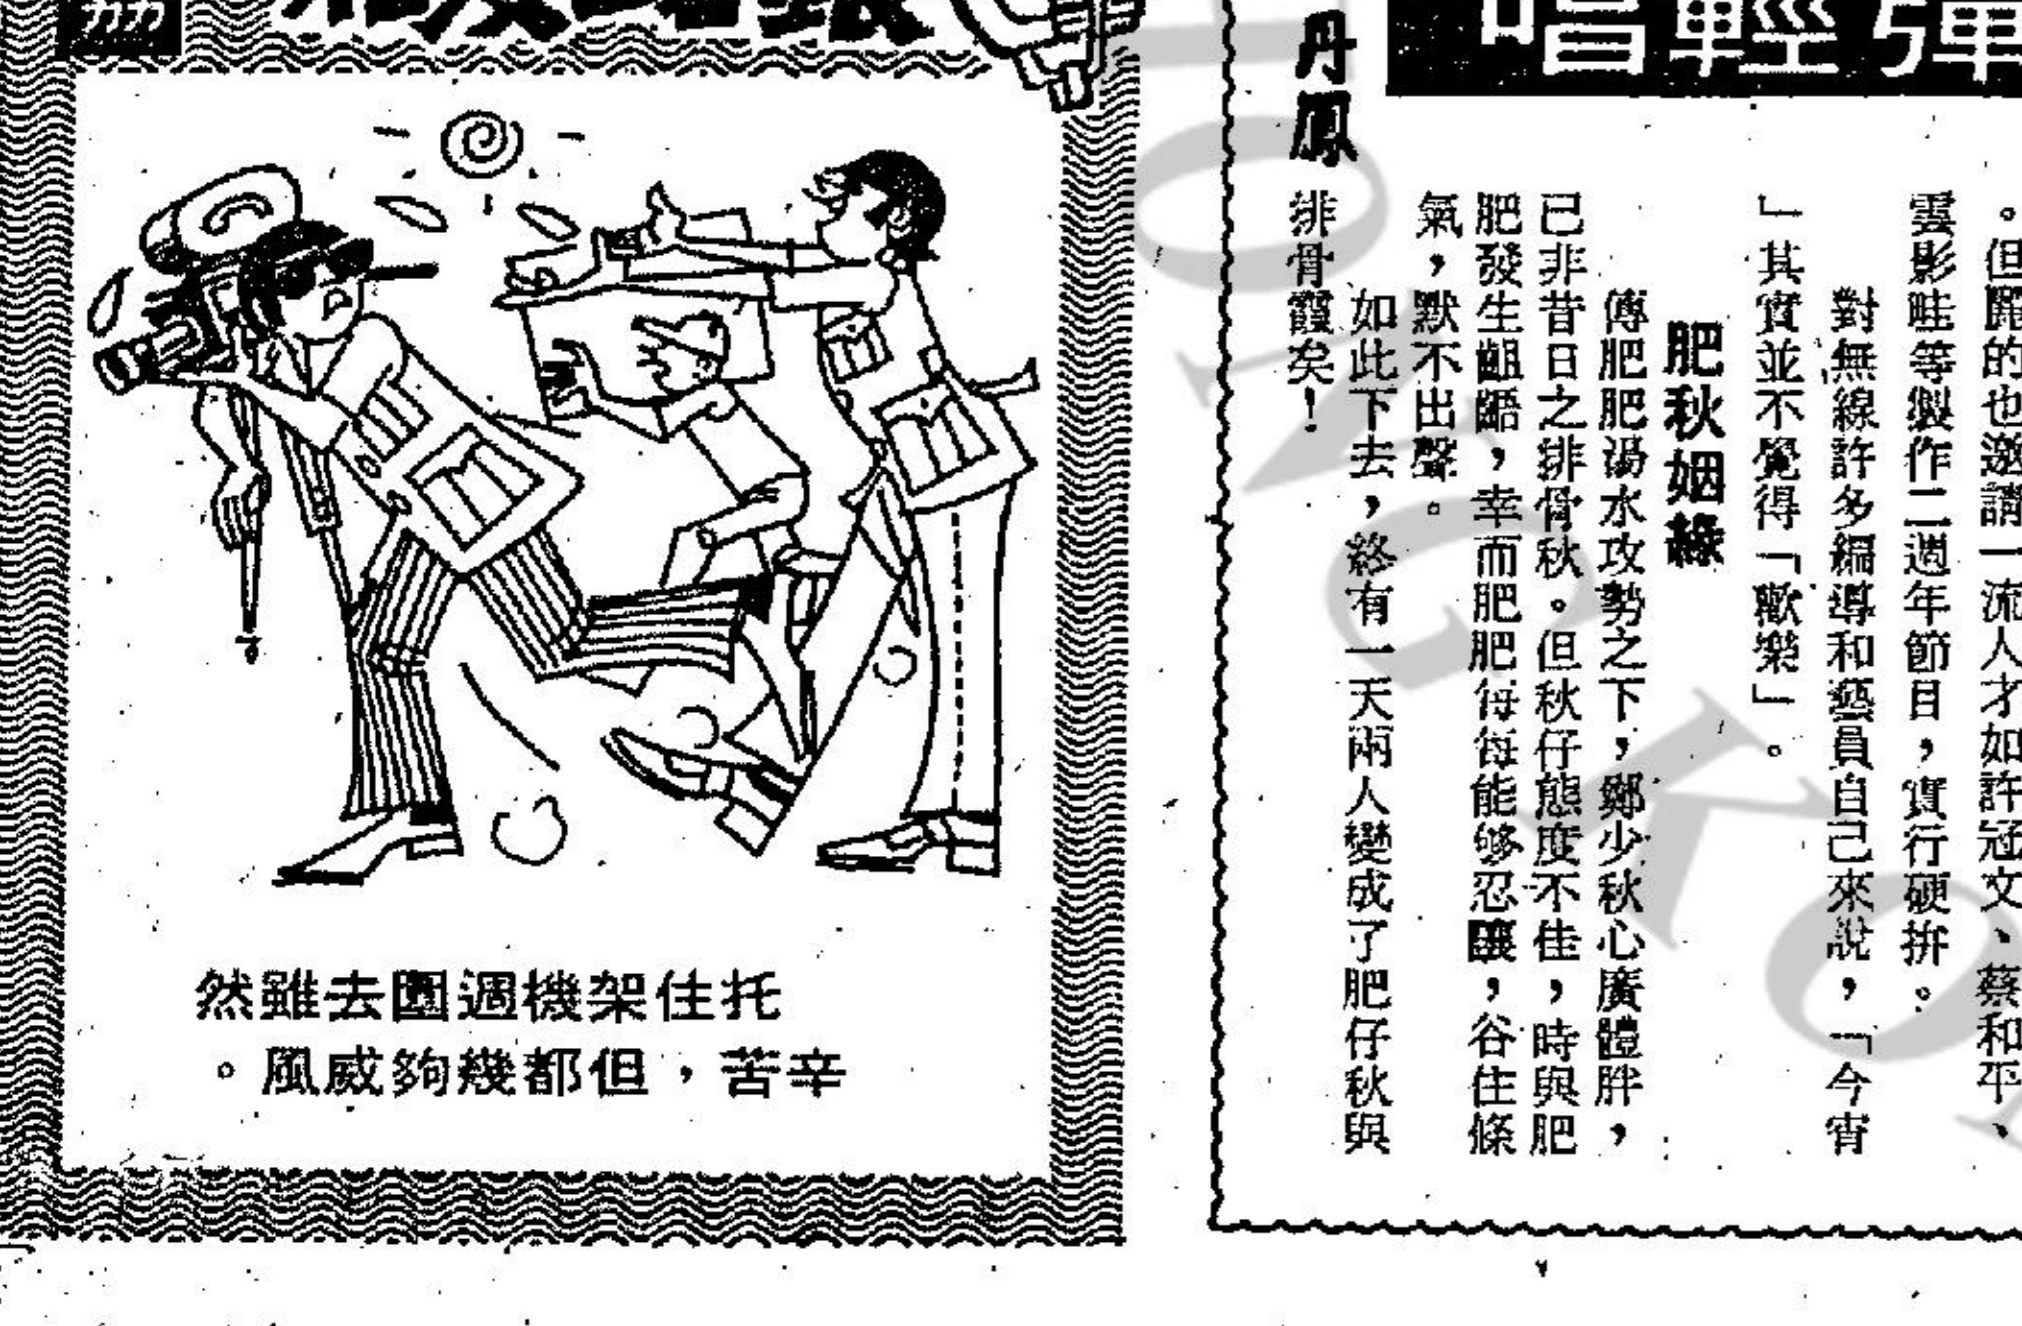 彈輕唱
丹鳳
。但麗的也邀請一流人才如許冠文、蔡和平、
雲影畦等製作二週年節目，實行硬拚。
對無線許多編導和藝員自己來說，「今宵
」其實並不覺得「歡樂」。
肥秋姻緣
傅肥肥湯水攻勢之下，鄭少秋心廣體胖，
已非昔日之排骨秋。但秋仔態度不佳，時與肥
肥發生齟齬，幸而肥肥每每能够忍讓，谷住條
氣，默不出聲。
如此下去，終有一天兩人變成了肥仔秋與
排骨霞矣！
托住架機週圍去雖然
辛苦，但都幾夠威風。